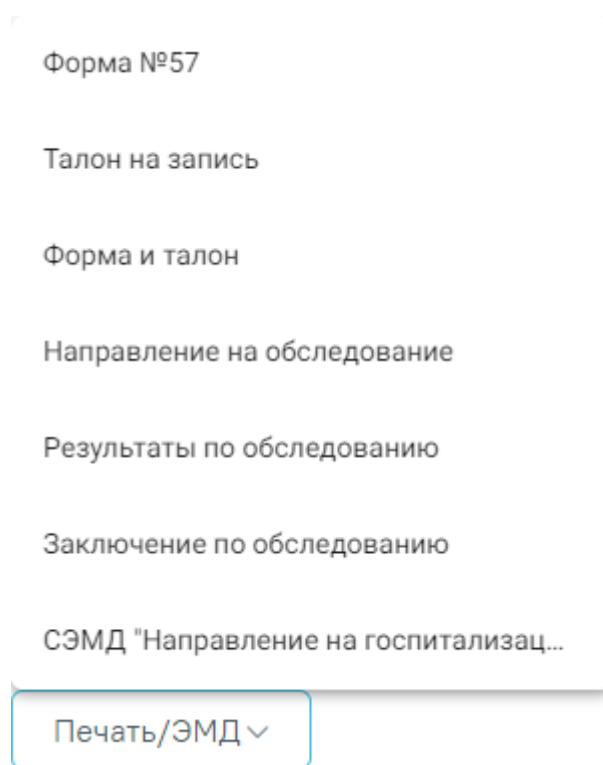 Форма №57
Талон на запись
Форма и талон
Направление на обследование
Результаты по обследованию
Заключение по обследованию
СЭМД "Направление на госпитализац...
Печать/ЭМД